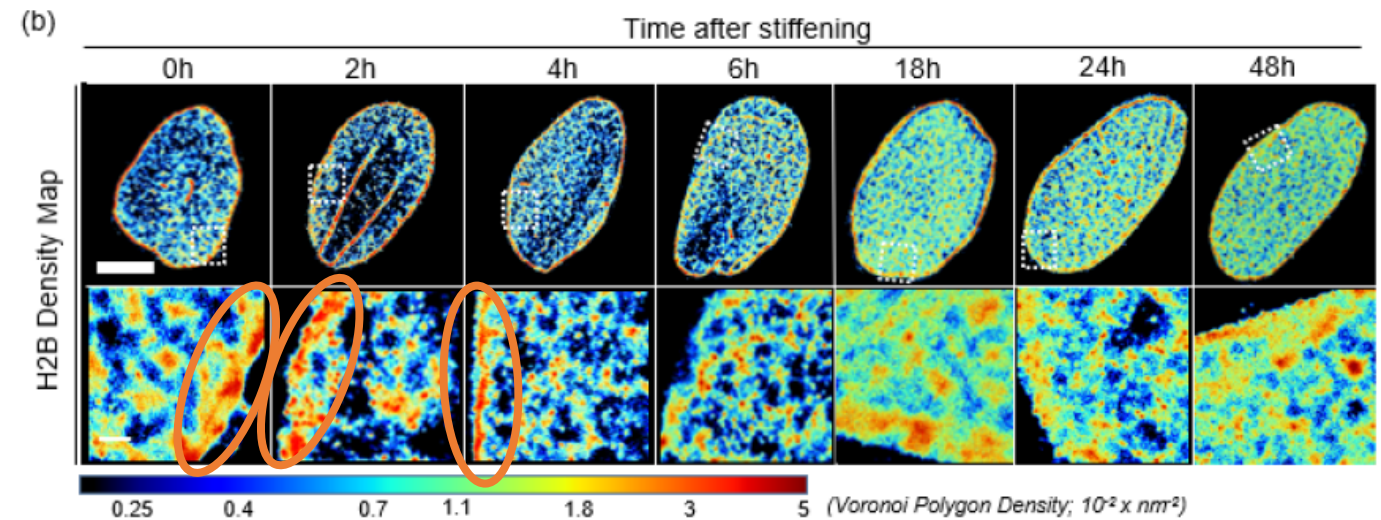 (b)
Time after stiffening
0h 2h 4h 6h 18h 24h 48h
H2B Density Map
0.25 0.4 0.7 1.1 1.8 3 5 (Voronoi Polygon Density; 10⁻² x nm⁻²)